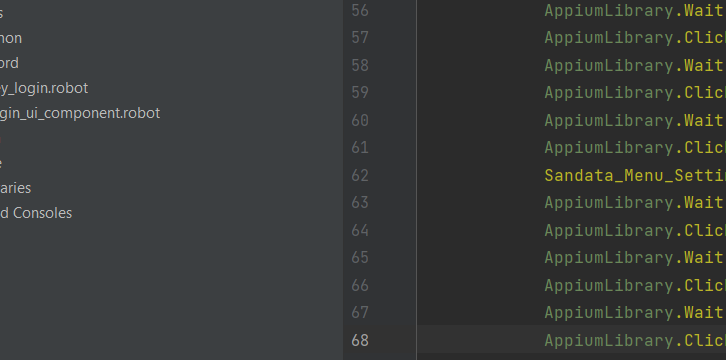 s
non
ord
ey_login.robot
gin_ui_component.robot
e
aries
d Consoles
56 AppiumLibrary.Wait
57 AppiumLibrary.Clic
58 AppiumLibrary.Wait
59 AppiumLibrary.Clic
60 AppiumLibrary.Wait
61 AppiumLibrary.Clic
62 Sandata_Menu_Settin
63 AppiumLibrary.Wait
64 AppiumLibrary.Clic
65 AppiumLibrary.Wait
66 AppiumLibrary.Clic
67 AppiumLibrary.Wait
68 AppiumLibrary.Clic